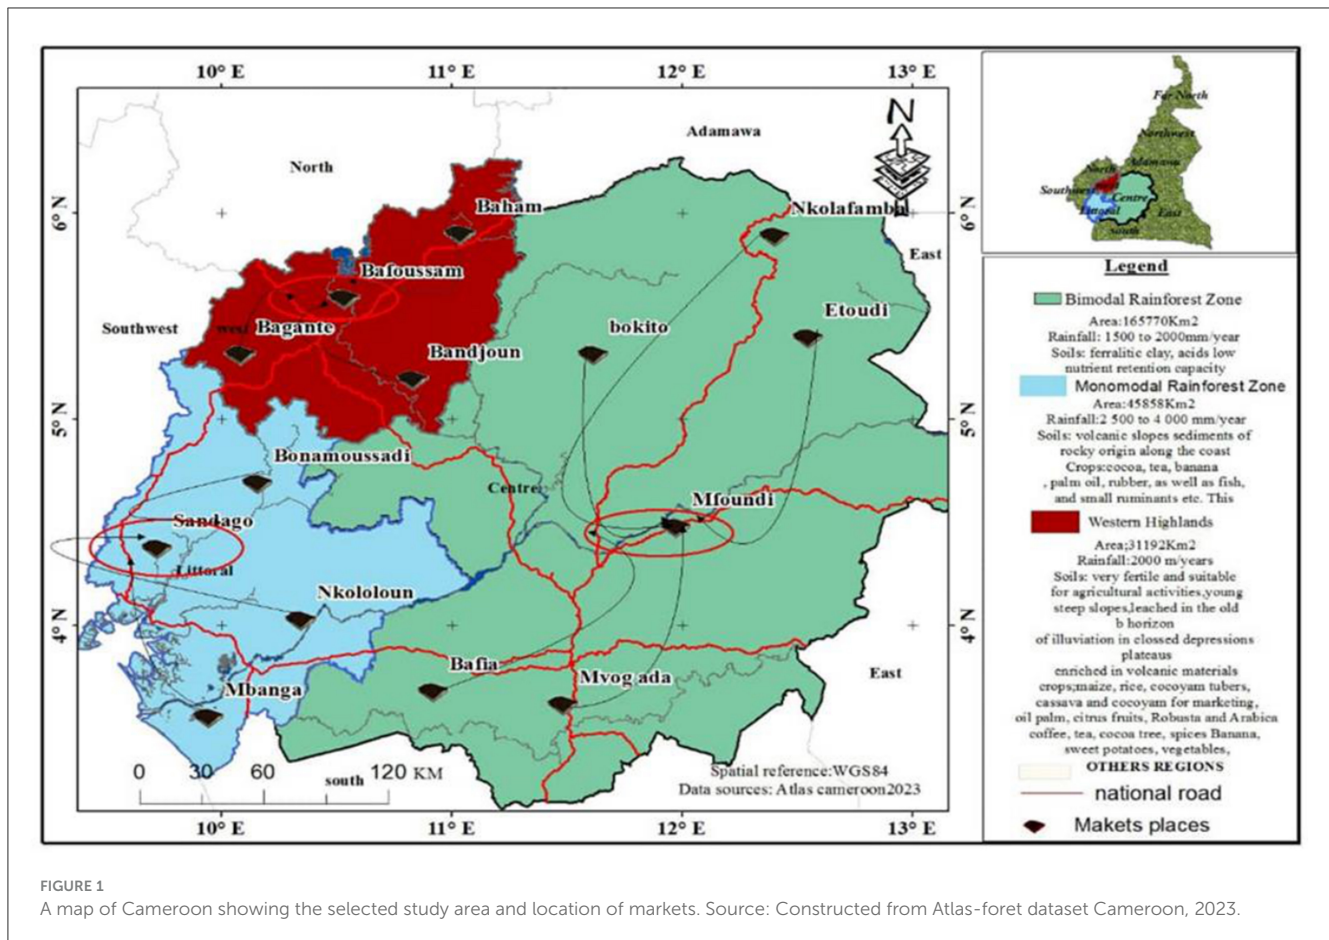 10° E 11° E 12° E 13° E
N
Adamawa
North
6°N
6°N
Baham
Nkolafamba
East
Bafoussam
Etoudi
Southwest
west
Bagante
bokito
Bandjoun
5°N
5°N
Bonamoussadi
Centre
Mfoundi
Sandago
Littoral
Nkololoun
4°N
4°N
Bafia
Mvog ada
East
Mbanga
0 30 60 120 KM
south
Spatial reference:WGS84
Data sources: Atlas cameroon2023
10° E 11° E 12° E 13° E
Far North
Northwest
Adamawa
North
Southwest
West
Centre
Littoral
East
South
Legend
Bimodal Rainforest Zone
Area:165770Km2
Rainfall: 1500 to 2000mm/year
Soils: ferralitic clay, acids low
nutrient retention capacity
Monomodal Rainforest Zone
Area:45858Km2
Rainfall:2 500 to 4 000 mm/year
Soils: volcanic slopes sediments of
rocky origin along the coast
Crops:cocoa, tea, banana
, palm oil, rubber, as well as fish,
and small ruminants etc. This
Western Highlands
Area;31192Km2
Rainfall:2000 m/years
Soils: very fertile and suitable
for agricultural activities,young
steep slopes,leached in the old
b horizon
of illuviation in clossed depressions
plateaus
enriched in volcanic materials
crops;maize, rice, cocoyam tubers,
cassava and cocoyam for marketing,
oil palm, citrus fruits, Robusta and Arabica
coffee, tea, cocoa tree, spices Banana,
sweet potatoes, vegetables,
OTHERS REGIONS
national road
Makets places
FIGURE 1
A map of Cameroon showing the selected study area and location of markets. Source: Constructed from Atlas-foret dataset Cameroon, 2023.